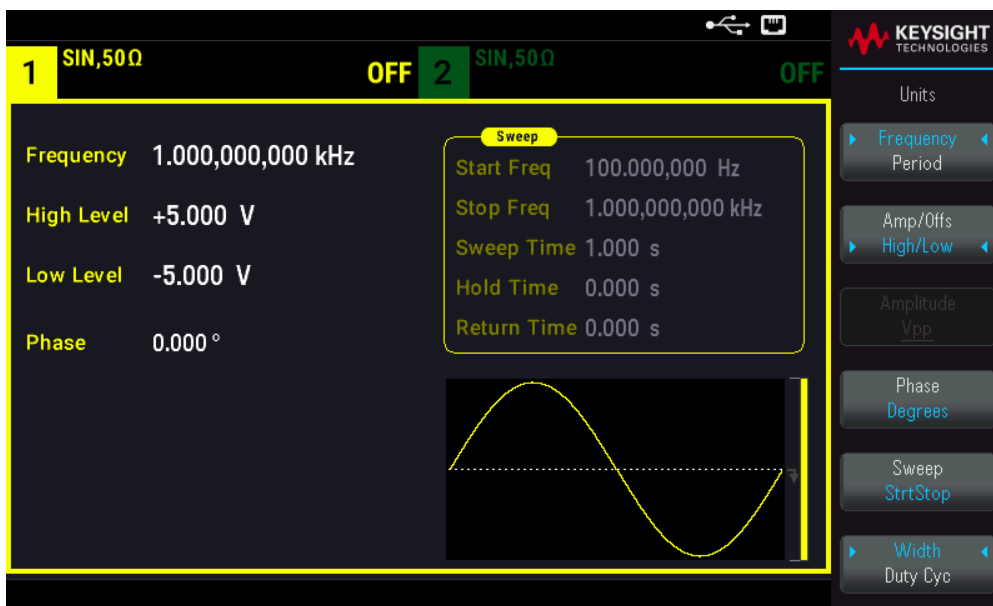 KEYSIGHT
TECHNOLOGIES
1 SIN,50Ω OFF 2 SIN,50Ω OFF
Frequency 1.000,000,000 kHz
High Level +5.000 V
Low Level -5.000 V
Phase 0.000 °
Sweep
Start Freq 100.000,000 Hz
Stop Freq 1.000,000,000 kHz
Sweep Time 1.000 s
Hold Time 0.000 s
Return Time 0.000 s
Units
Frequency
Period
Amp/Offs
High/Low
Amplitude
Vpp
Phase
Degrees
Sweep
StrtStop
Width
Duty Cyc